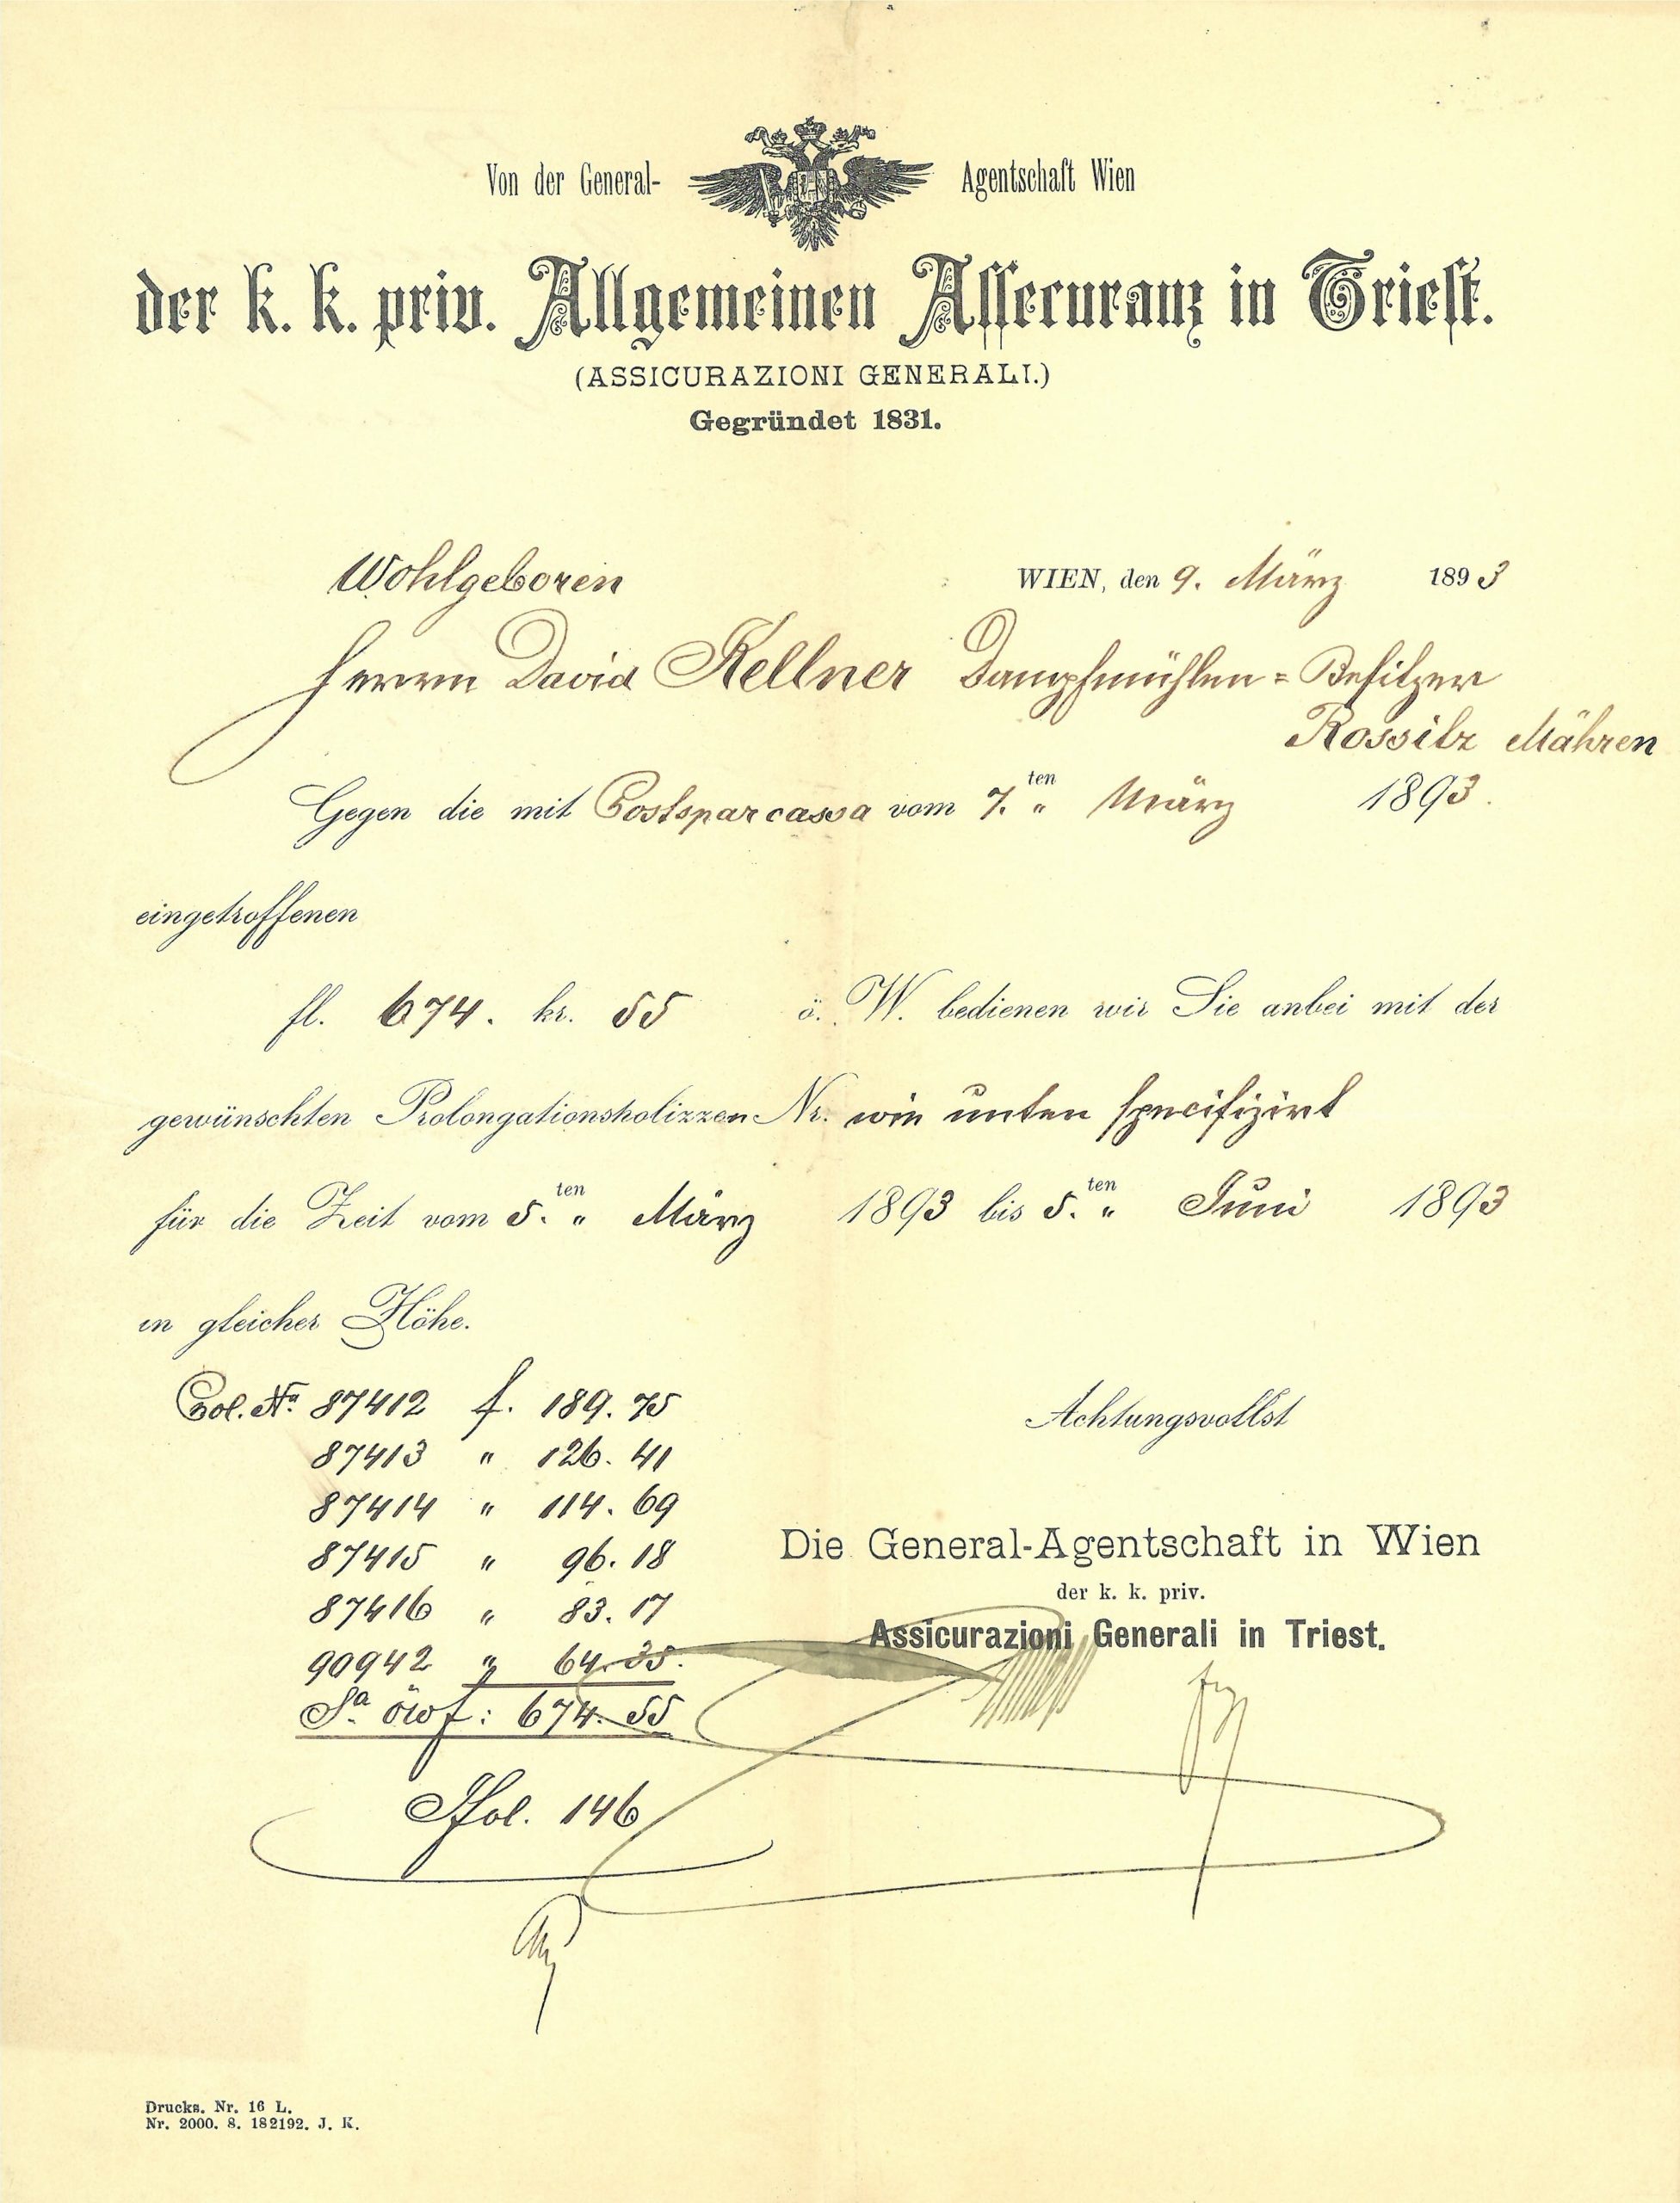 Von der General- Agentschaft Wien
der k. k. priv. Allgemeinen Assecuranz in Triest.
(ASSICURAZIONI GENERALI.)
Gegründet 1831.
Wohlgeboren WIEN, den 9. März 1893
Herrn David Kellner Dampfmühlen=Besitzer
Rossitz Mähren
Gegen die mit Postsparcassa vom 7. ten " März 1893.
eingetroffenen
fl. 674. kr. 55 ö. W. bedienen wir Sie anbei mit der
gewünschten Prolongationspolizzen Nr. wie unten specifizirt
für die Zeit vom 5. ten " März 1893 bis 5. ten " Juni 1893
in gleicher Höhe.
Pol. No. 87412 f. 189.75
87413 " 126.41
Achtungsvollst
87414 " 114.69
87415 " 96.18
87416 " 83.17
90942 " 64.35.
Sa öwf: 674.55
Die General-Agentschaft in Wien
der k. k. priv.
Assicurazioni Generali in Triest.
fol. 146
Drucks. Nr. 16 L.
Nr. 2000. 8. 182192. J. K.